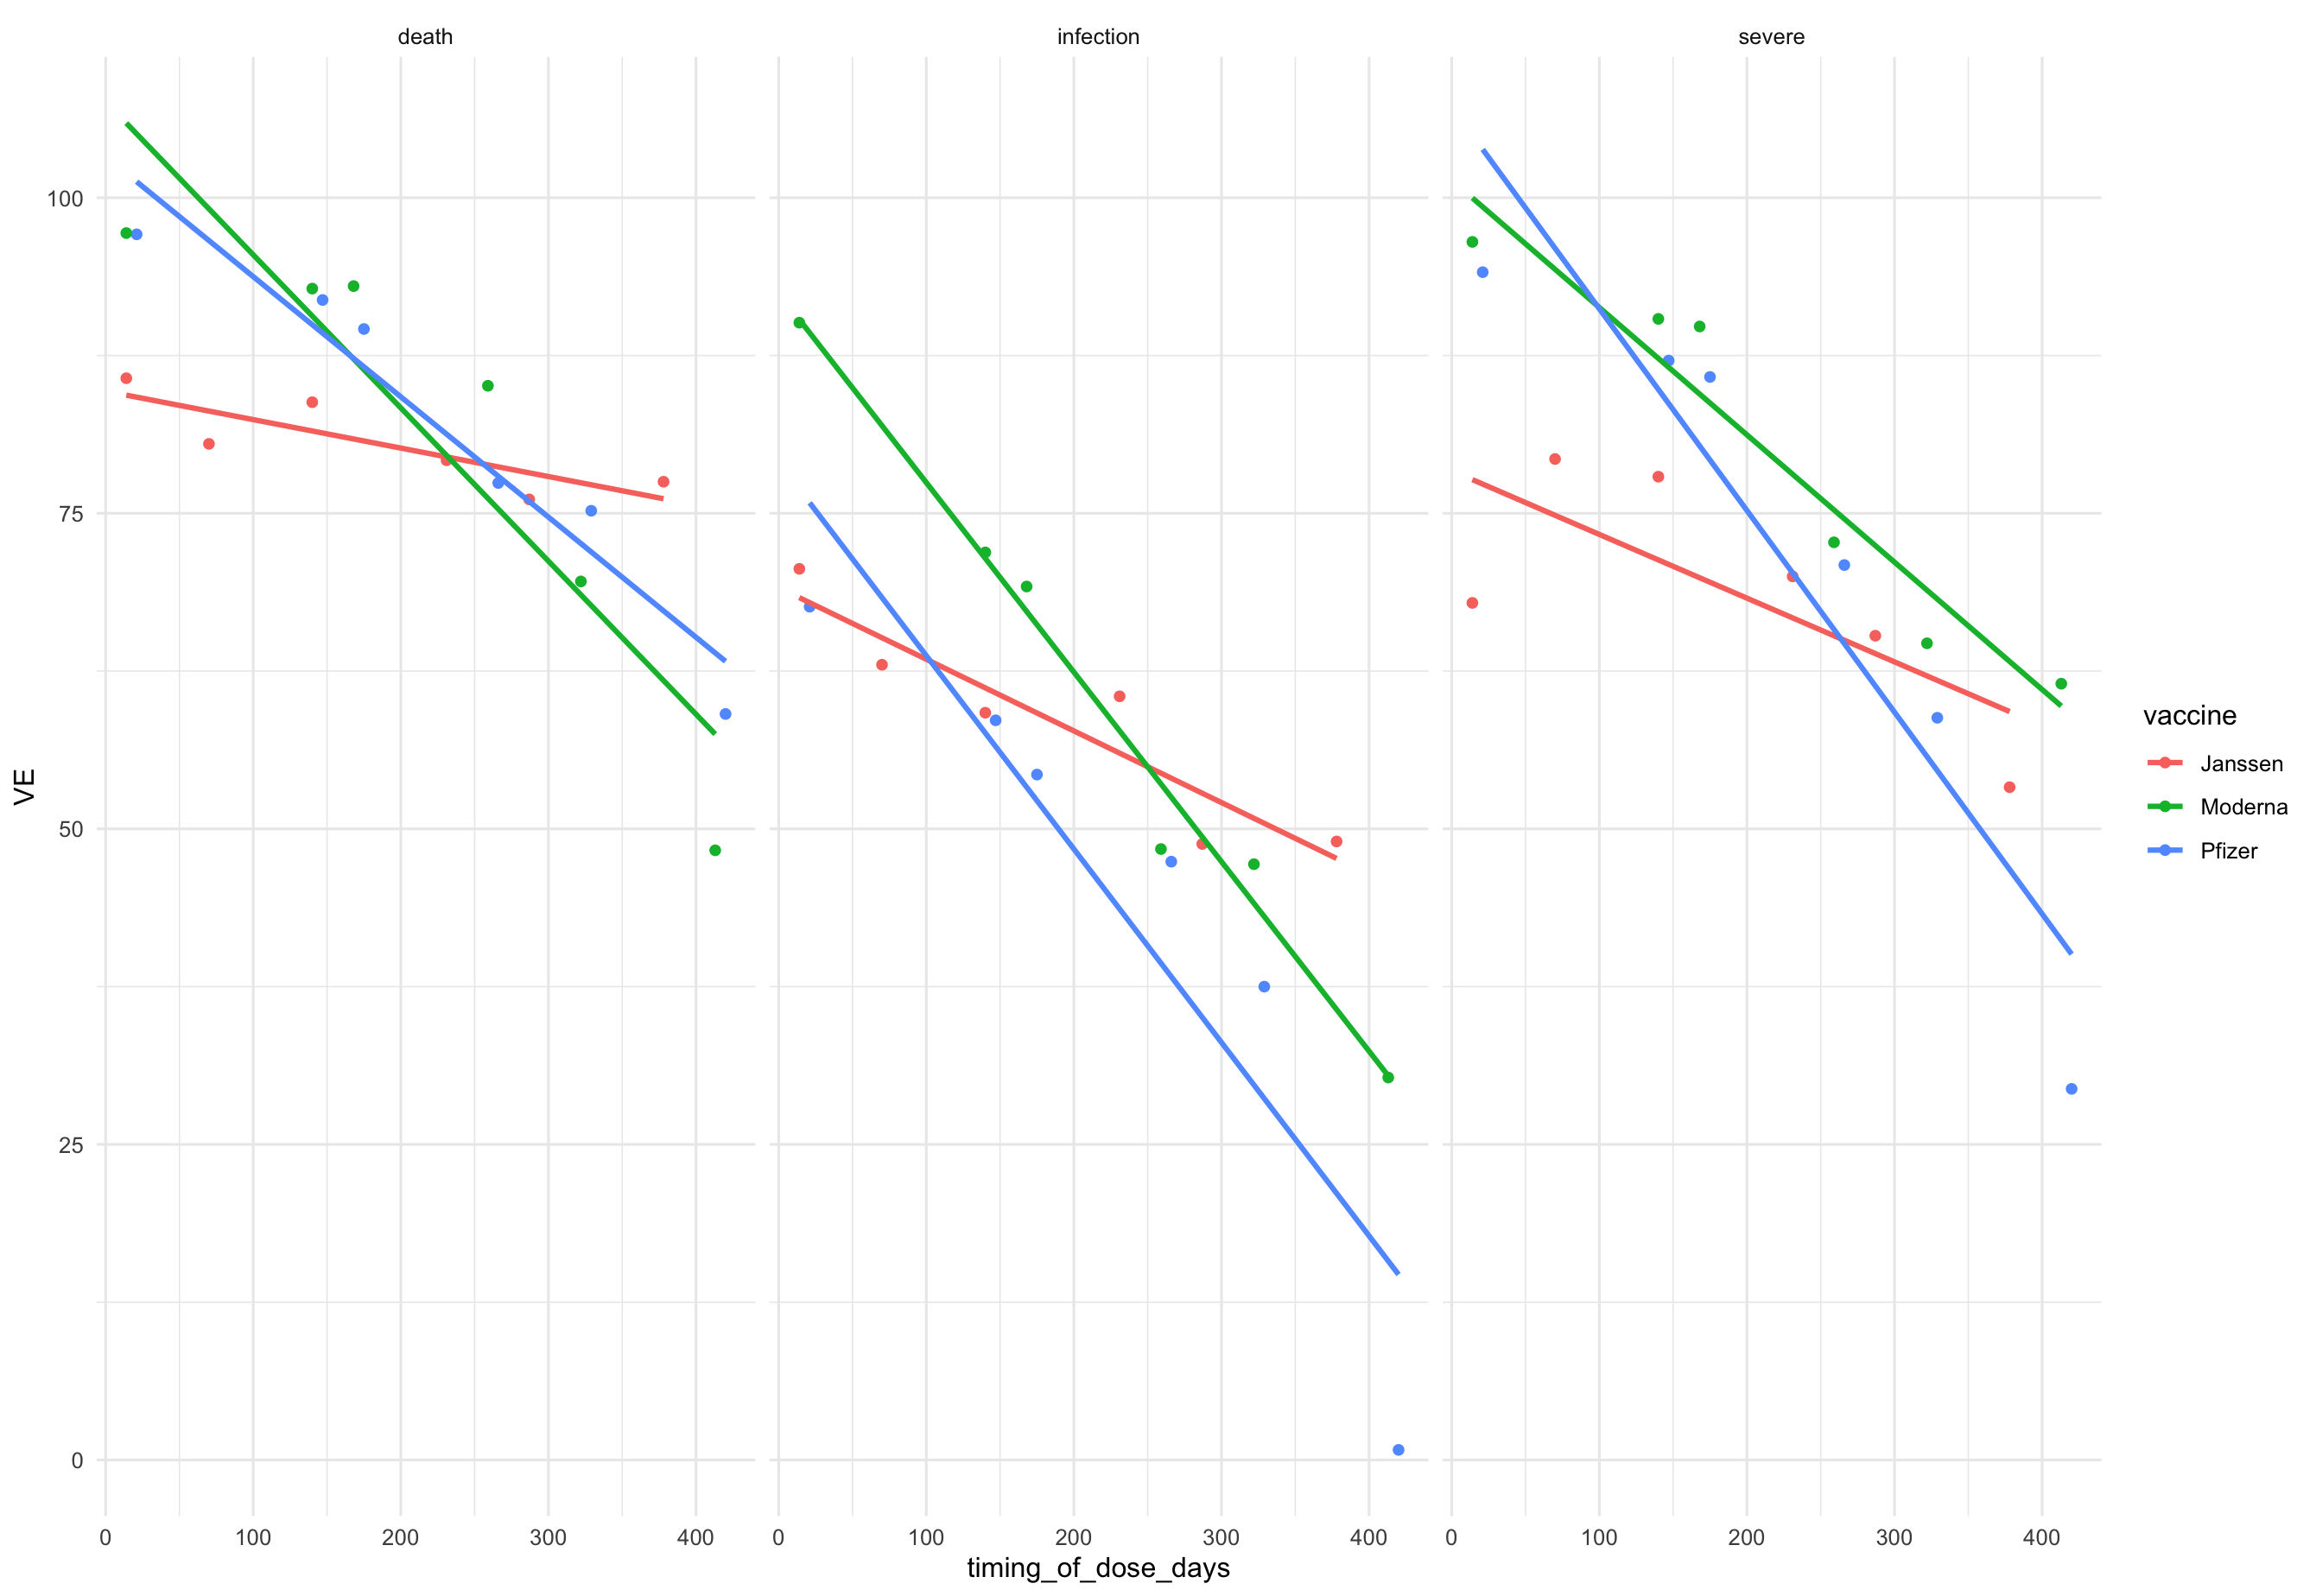 death infection severe
100
75
50
25
0
VE
0 100 200 300 400 0 100 200 300 400 0 100 200 300 400
timing_of_dose_days
vaccine
Janssen
Moderna
Pfizer